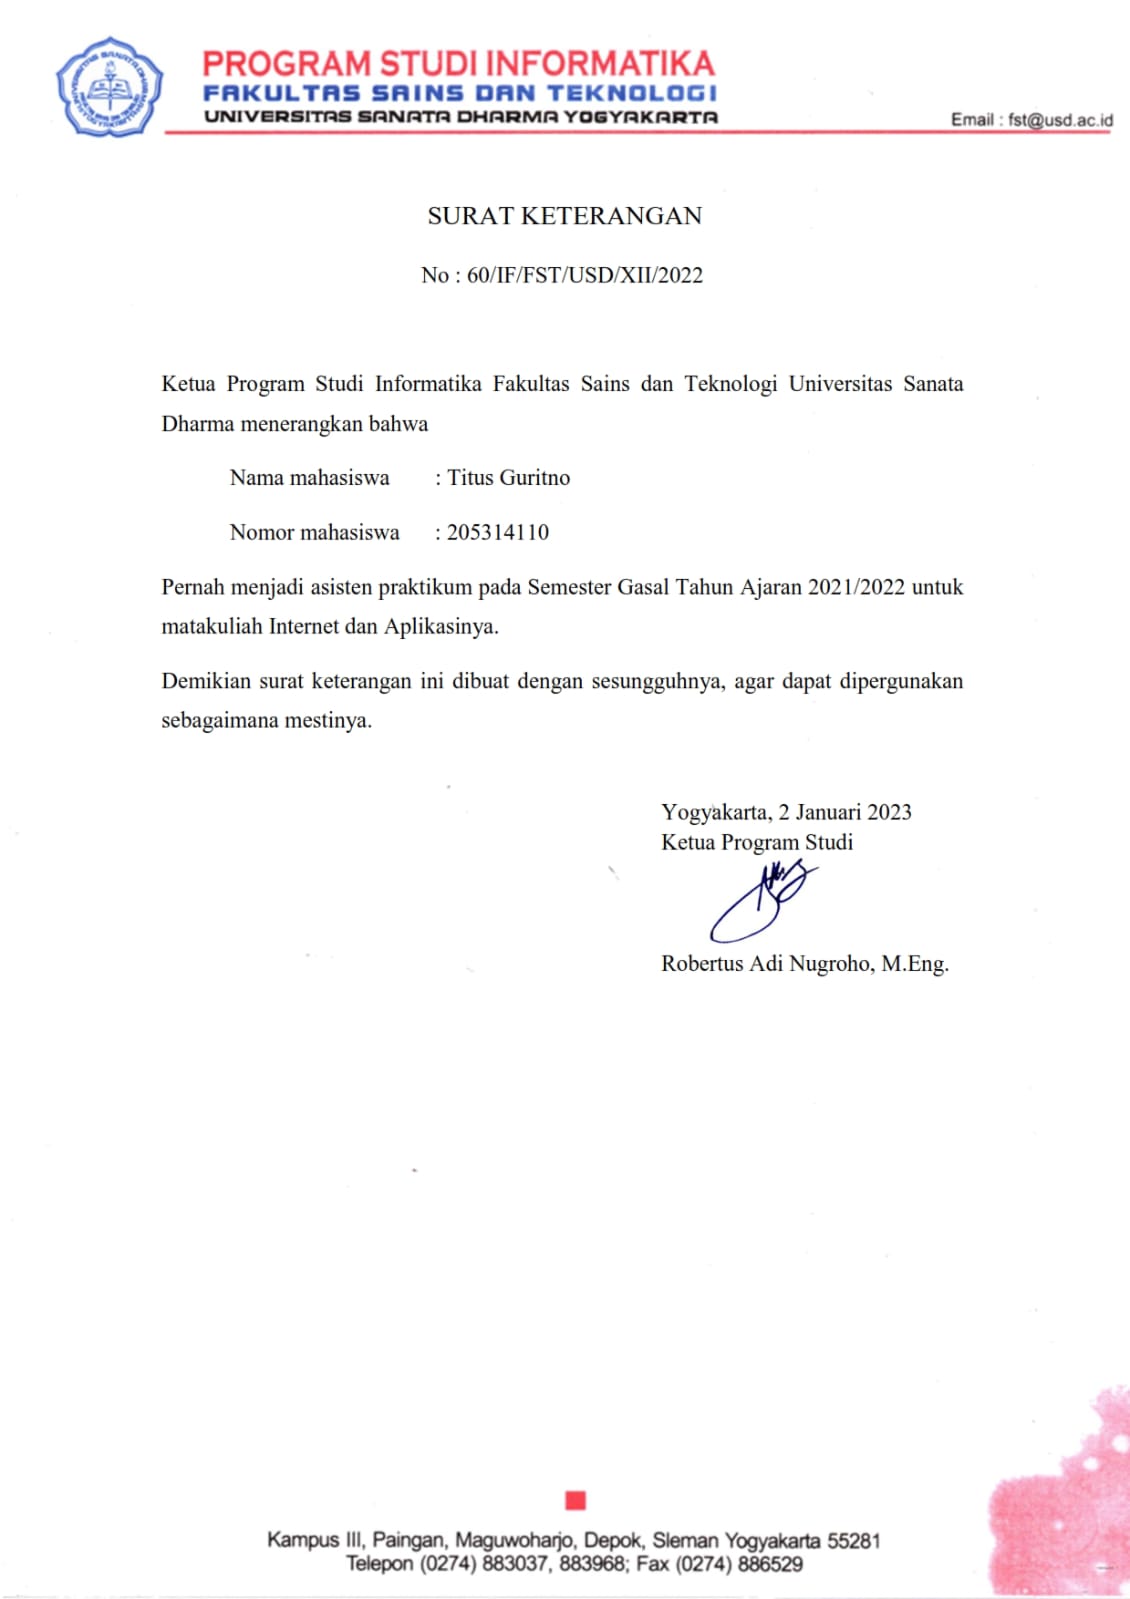 PROGRAM STUDI INFORMATIKA
FAKULTAS SAINS DAN TEKNOLOGI
UNIVERSITAS SANATA DHARMA YOGYAKARTA
Email : fst@usd.ac.id
SURAT KETERANGAN
No : 60/IF/FST/USD/XII/2022
Ketua Program Studi Informatika Fakultas Sains dan Teknologi Universitas Sanata
Dharma menerangkan bahwa
Nama mahasiswa : Titus Guritno
Nomor mahasiswa : 205314110
Pernah menjadi asisten praktikum pada Semester Gasal Tahun Ajaran 2021/2022 untuk
matakuliah Internet dan Aplikasinya.
Demikian surat keterangan ini dibuat dengan sesungguhnya, agar dapat dipergunakan
sebagaimana mestinya.
Yogyakarta, 2 Januari 2023
Ketua Program Studi
Robertus Adi Nugroho, M.Eng.
Kampus III, Paingan, Maguwoharjo, Depok, Sleman Yogyakarta 55281
Telepon (0274) 883037, 883968; Fax (0274) 886529